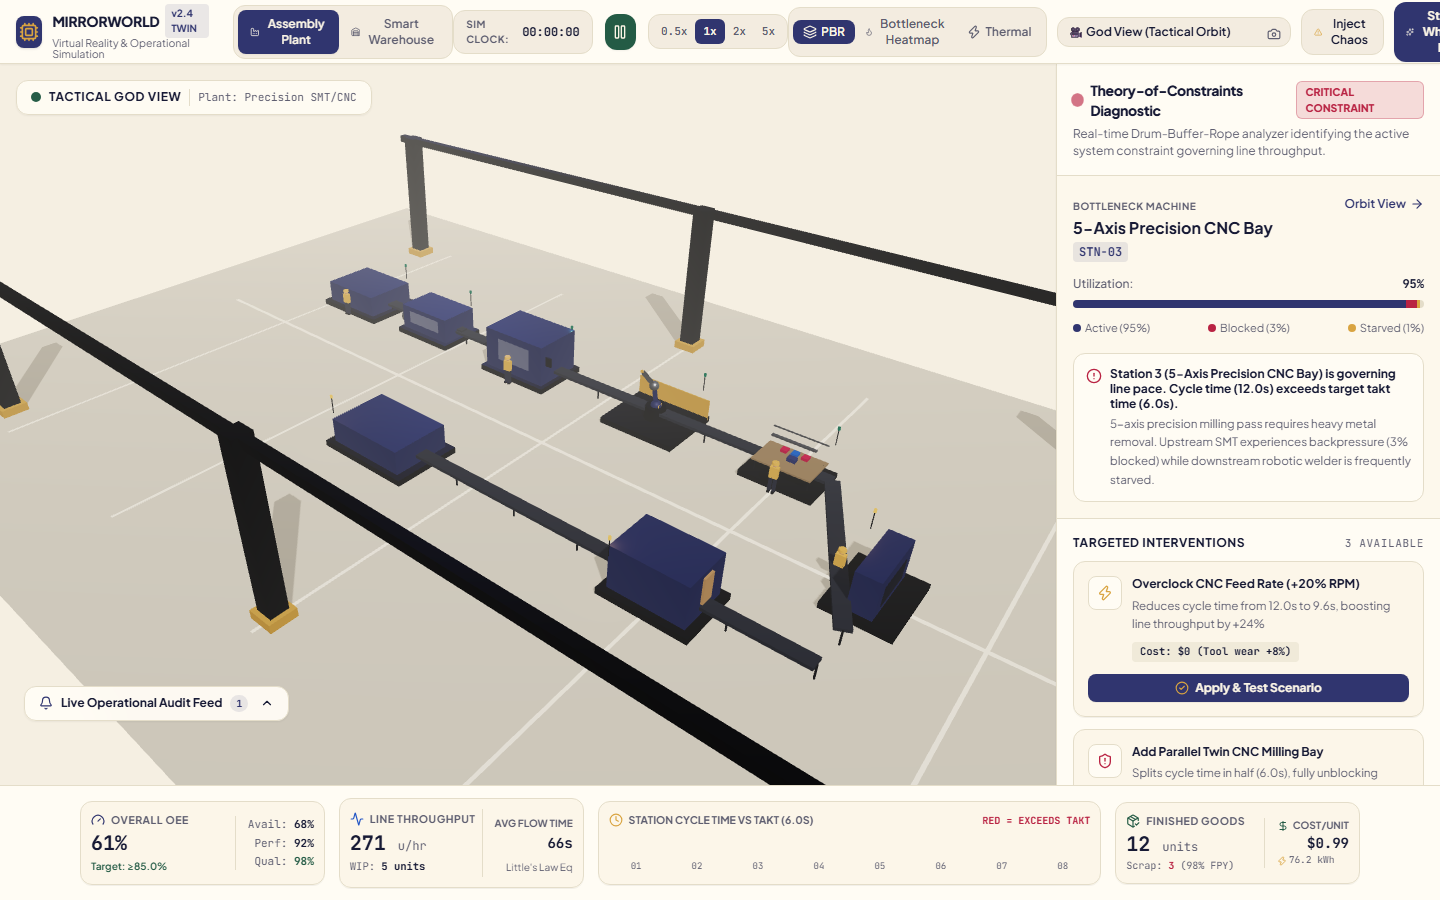 MIRRORWORLD
v2.4 TWIN
Virtual Reality & Operational
Simulation
Assembly
Plant
Smart
Warehouse
SIM
CLOCK:
00:00:00
0.5x 1x 2x 5x
PBR
Bottleneck
Heatmap
Thermal
God View (Tactical Orbit)
Inject
Chaos
TACTICAL GOD VIEW
Plant: Precision SMT/CNC
Theory-of-Constraints
Diagnostic
CRITICAL
CONSTRAINT
Real-time Drum-Buffer-Rope analyzer identifying the active
system constraint governing line throughput.
BOTTLENECK MACHINE
Orbit View
5-Axis Precision CNC Bay
STN-03
Utilization: 95%
Active (95%) Blocked (3%) Starved (1%)
Station 3 (5-Axis Precision CNC Bay) is governing
line pace. Cycle time (12.0s) exceeds target takt
time (6.0s).
5-axis precision milling pass requires heavy metal
removal. Upstream SMT experiences backpressure (3%
blocked) while downstream robotic welder is frequently
starved.
TARGETED INTERVENTIONS 3 AVAILABLE
Overclock CNC Feed Rate (+20% RPM)
Reduces cycle time from 12.0s to 9.6s, boosting
line throughput by +24%
Cost: $0 (Tool wear +8%)
Apply & Test Scenario
Add Parallel Twin CNC Milling Bay
Splits cycle time in half (6.0s), fully unblocking
Live Operational Audit Feed 1
OVERALL OEE
61%
Target: ≥85.0%
Avail: 68%
Perf: 92%
Qual: 98%
LINE THROUGHPUT
271 u/hr
WIP: 5 units
AVG FLOW TIME
66s
Little's Law Eq
STATION CYCLE TIME VS TAKT (6.0S) RED = EXCEEDS TAKT
01 02 03 04 05 06 07 08
FINISHED GOODS
12 units
Scrap: 3 (98% FPY)
COST/UNIT
$0.99
76.2 kWh